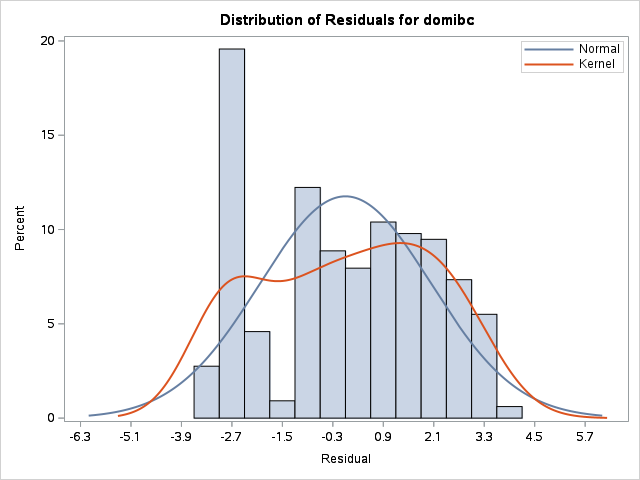 Distribution of Residuals for domibc
Normal
Kernel
20
15
10
5
0
Percent
-6.3 -5.1 -3.9 -2.7 -1.5 -0.3 0.9 2.1 3.3 4.5 5.7
Residual